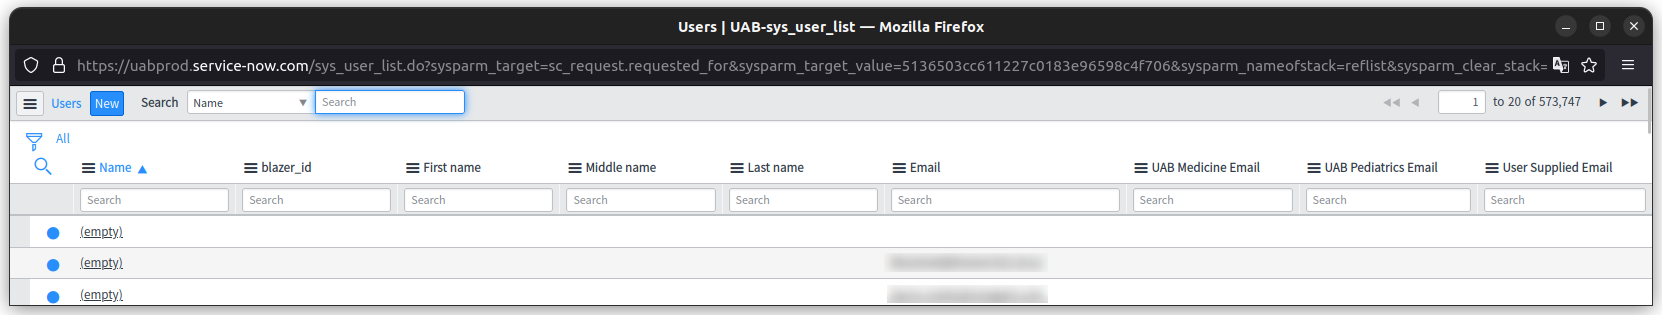 Users | UAB-sys_user_list — Mozilla Firefox
https://uabprod.service-now.com/sys_user_list.do?sysparm_target=sc_request.requested_for&sysparm_target_value=5136503cc611227c0183e96598c4f706&sysparm_nameofstack=reflist&sysparm_clear_stack=
Users New Search Name Search 1 to 20 of 573,747
All
Name blazer_id First name Middle name Last name Email UAB Medicine Email UAB Pediatrics Email User Supplied Email
Search Search Search Search Search Search Search Search Search
(empty)
(empty)
(empty)